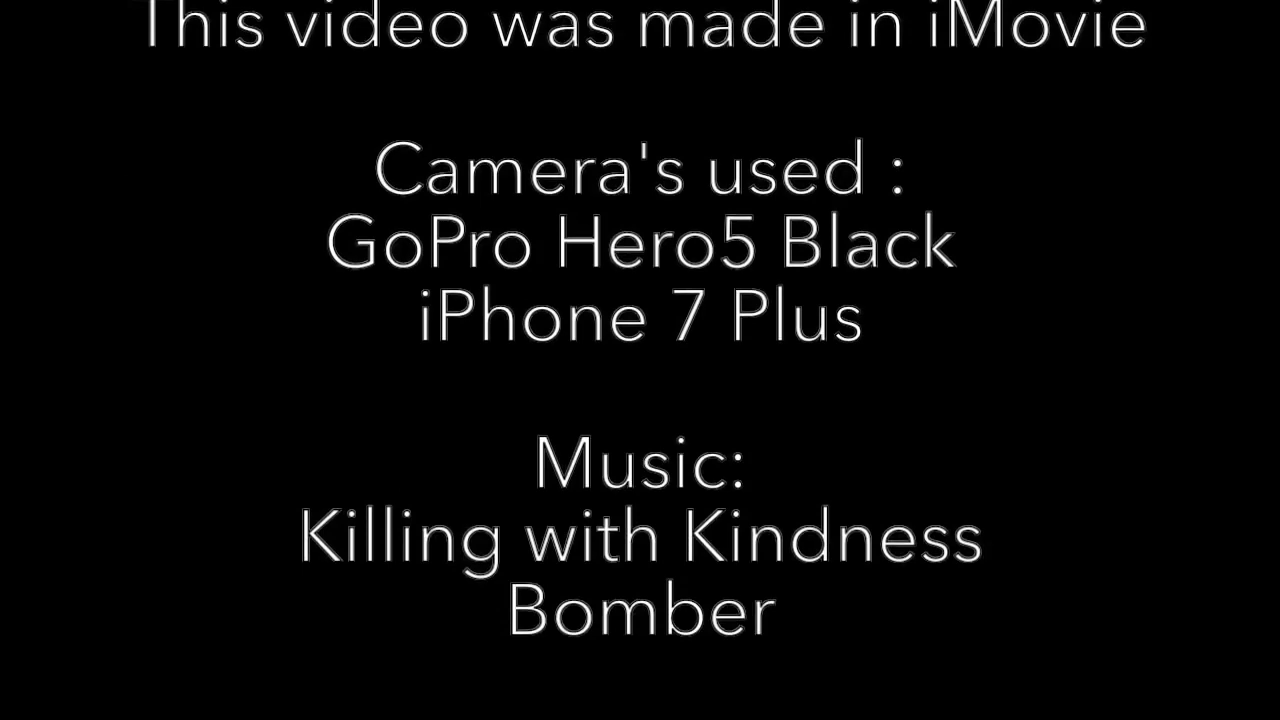 This video was made in iMovie
Camera's used :
GoPro Hero5 Black
iPhone 7 Plus
Music:
Killing with Kindness
Bomber